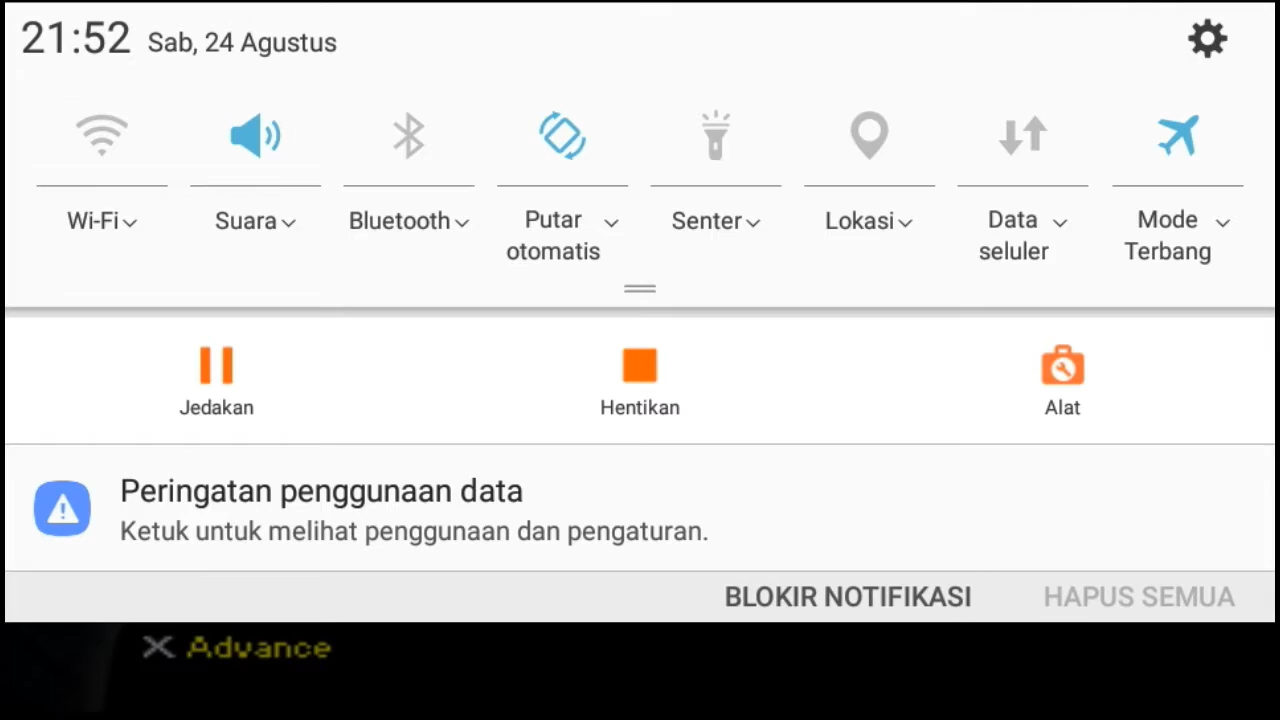 21:52 Sab, 24 Agustus
Wi-Fi Suara Bluetooth Putar otomatis Senter Lokasi Data seluler Mode Terbang
Jedakan Hentikan Alat
Peringatan penggunaan data
Ketuk untuk melihat penggunaan dan pengaturan.
BLOKIR NOTIFIKASI HAPUS SEMUA
X Advance